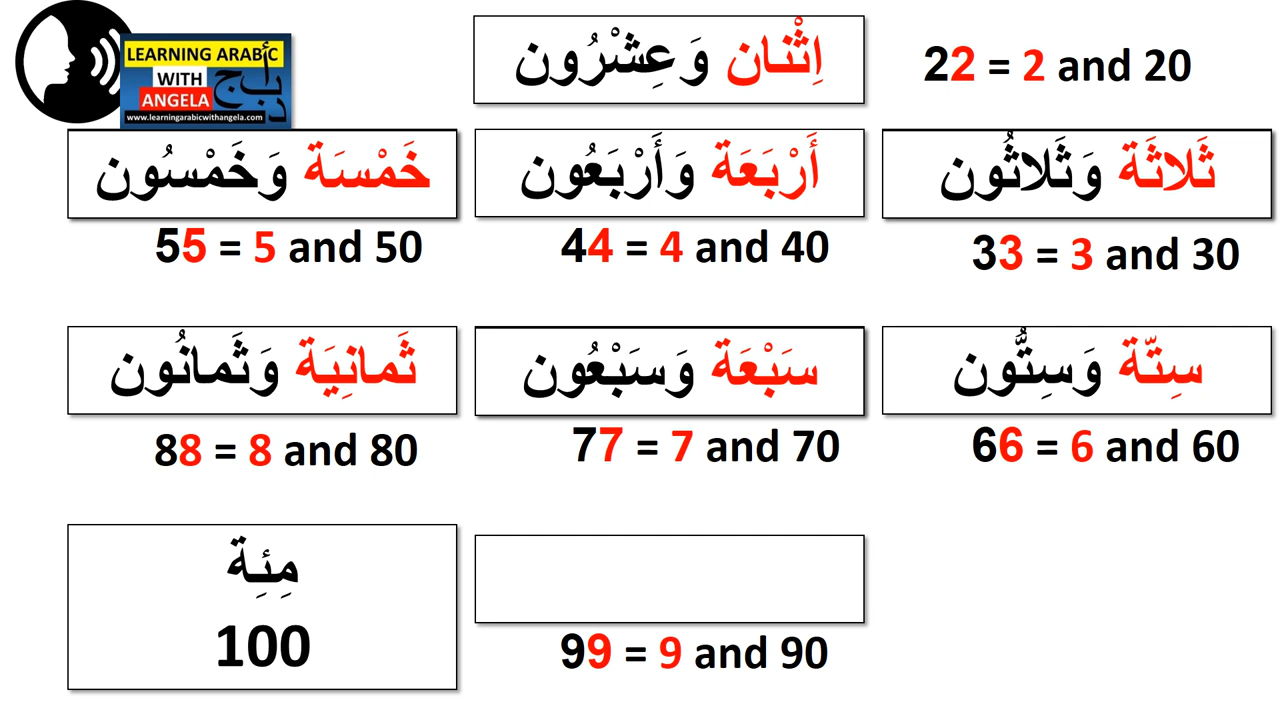 LEARNING ARABIC
WITH
ANGELA
أ ب ج د
www.learningarabicwithangela.com
اِثْنان وَعِشْرُون
22 = 2 and 20
ثَلاثَة وَثَلاثُون
33 = 3 and 30
أَرْبَعَة وَأَرْبَعُون
44 = 4 and 40
خَمْسَة وَخَمْسُون
55 = 5 and 50
سِتّة وَسِتُّون
66 = 6 and 60
سَبْعَة وَسَبْعُون
77 = 7 and 70
ثَمانِيَة وَثَمانُون
88 = 8 and 80
99 = 9 and 90
مِئِة
100